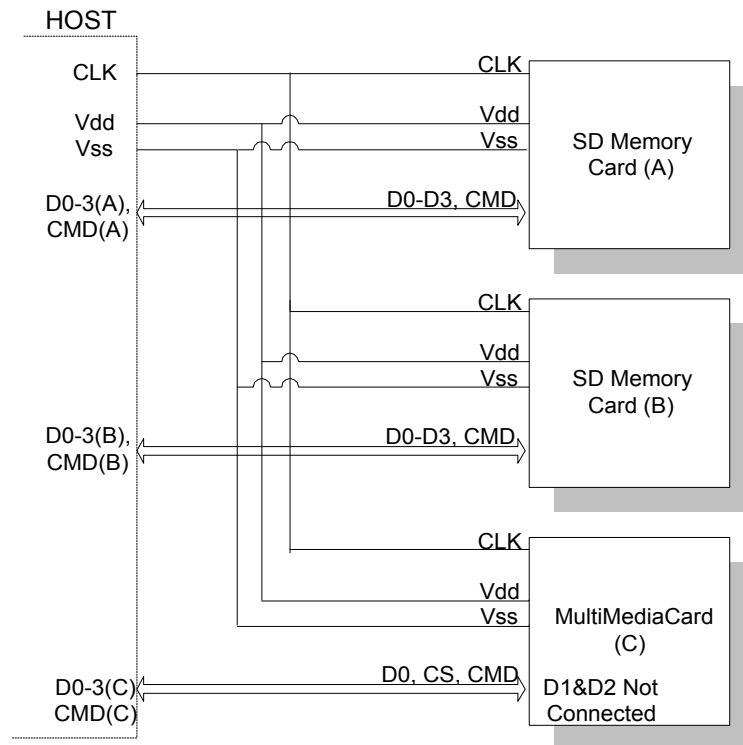 HOST
CLK
CLK
Vdd
Vdd
Vss
Vss
SD Memory
Card (A)
D0-3(A),
CMD(A)
D0-D3, CMD
CLK
Vdd
Vss
SD Memory
Card (B)
D0-3(B),
CMD(B)
D0-D3, CMD
CLK
Vdd
Vss
MultiMediaCard
(C)
D0-3(C)
CMD(C)
D0, CS, CMD
D1&D2 Not
Connected